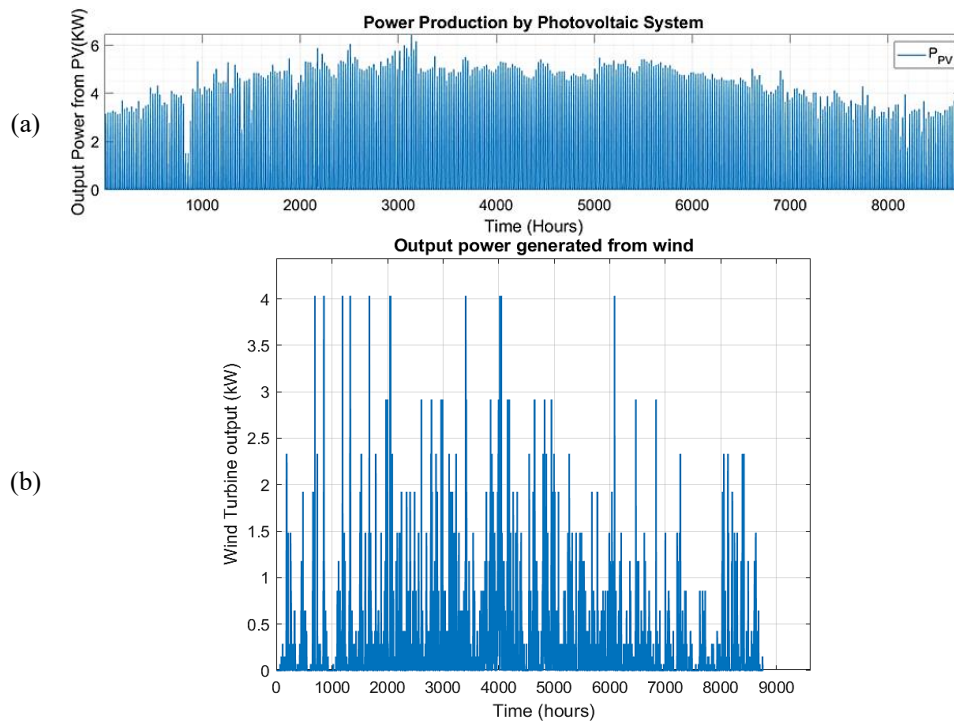 Power Production by Photovoltaic System
(a)
Output Power from PV(KW)
6
4
2
0
P_PV
1000 2000 3000 4000 5000 6000 7000 8000
Time (Hours)
Output power generated from wind
(b)
Wind Turbine output (kW)
4
3.5
3
2.5
2
1.5
1
0.5
0
0 1000 2000 3000 4000 5000 6000 7000 8000 9000
Time (hours)